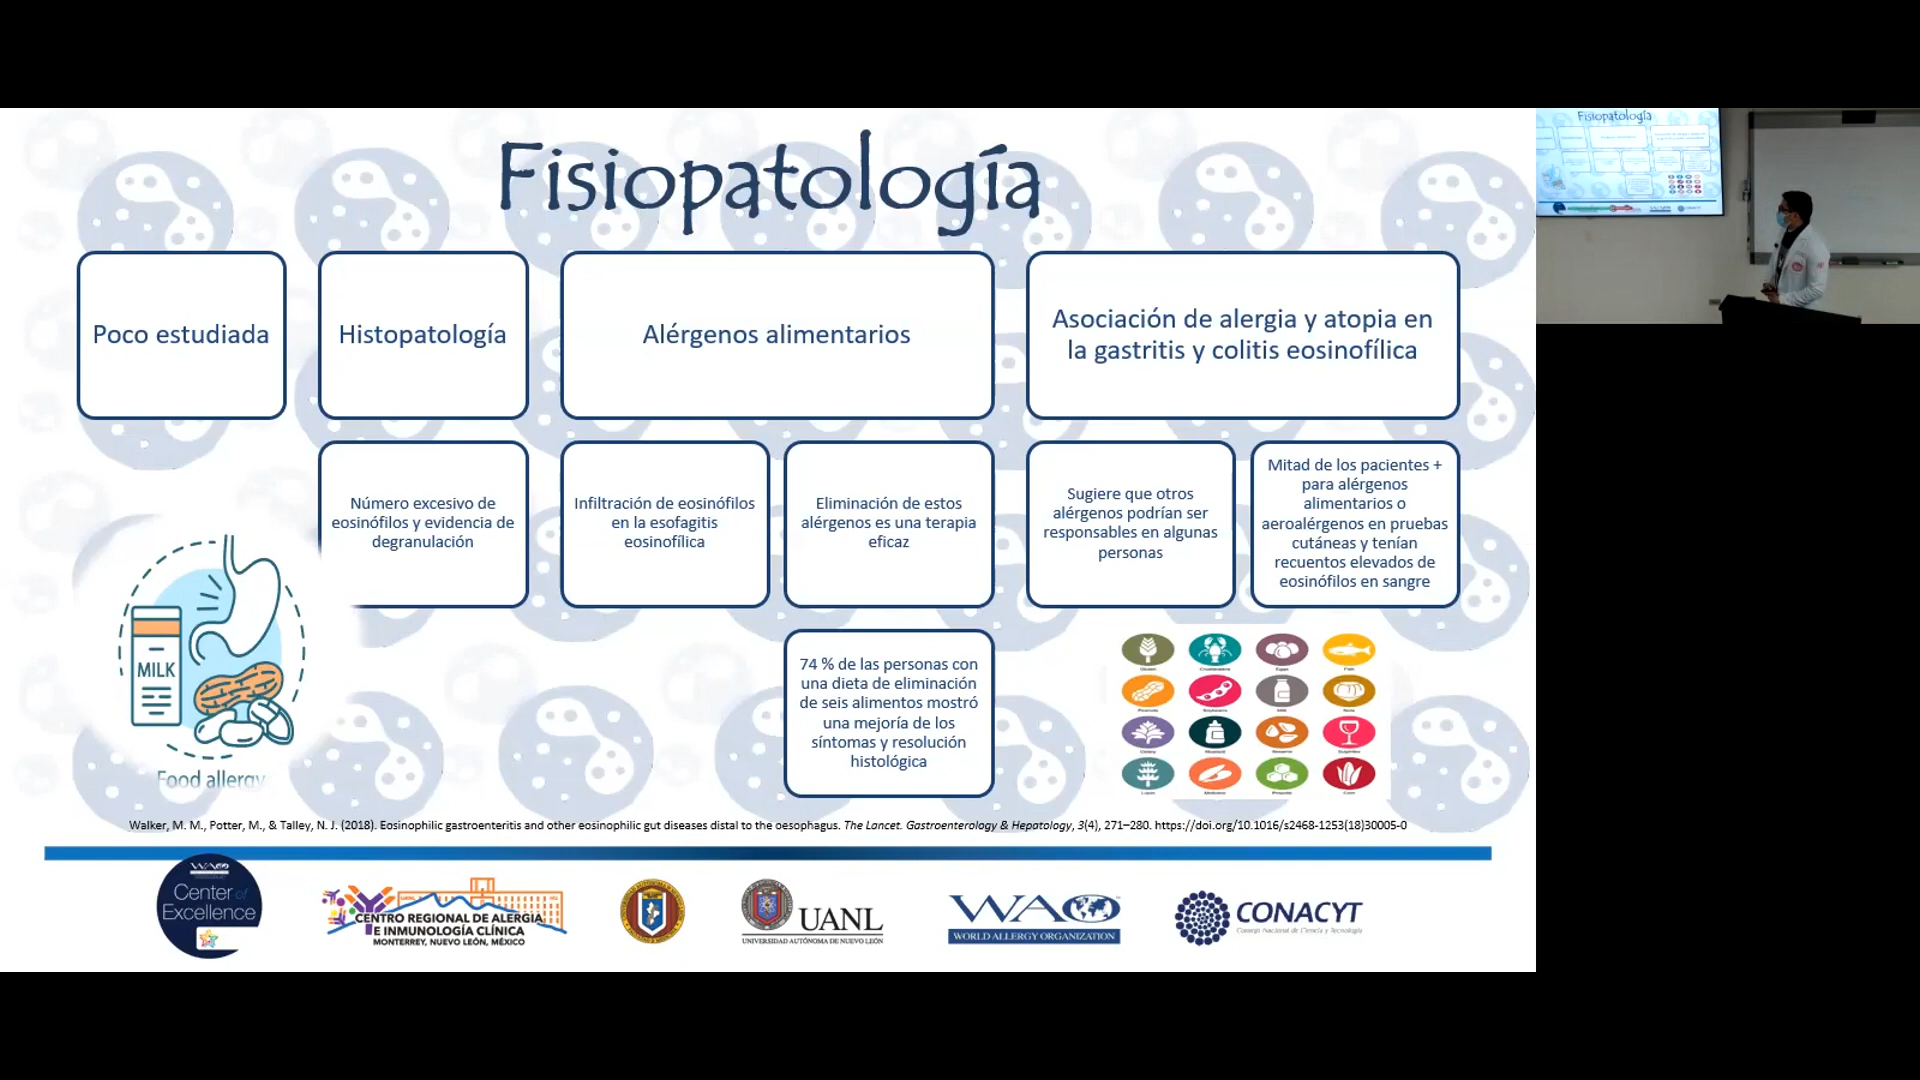 Fisiopatología
Poco estudiada
Histopatología
Alérgenos alimentarios
Asociación de alergia y atopia en
la gastritis y colitis eosinofílica
Número excesivo de
eosinófilos y evidencia de
degranulación
Infiltración de eosinófilos
en la esofagitis
eosinofílica
Eliminación de estos
alérgenos es una terapia
eficaz
Sugiere que otros
alérgenos podrían ser
responsables en algunas
personas
Mitad de los pacientes +
para alérgenos
alimentarios o
aeroalérgenos en pruebas
cutáneas y tenían
recuentos elevados de
eosinófilos en sangre
74 % de las personas con
una dieta de eliminación
de seis alimentos mostró
una mejoría de los
síntomas y resolución
histológica
MILK
Food allergy
Walker, M. M., Potter, M., & Talley, N. J. (2018). Eosinophilic gastroenteritis and other eosinophilic gut diseases distal to the oesophagus. The Lancet. Gastroenterology & Hepatology, 3(4), 271–280. https://doi.org/10.1016/s2468-1253(18)30005-0
WAO
Center of
Excellence
CENTRO REGIONAL DE ALERGIA
E INMUNOLOGÍA CLÍNICA
MONTERREY, NUEVO LEÓN, MÉXICO
UANL
UNIVERSIDAD AUTÓNOMA DE NUEVO LEÓN
WAO
WORLD ALLERGY ORGANIZATION
CONACYT
Consejo Nacional de Ciencia y Tecnología
Fisiopatología